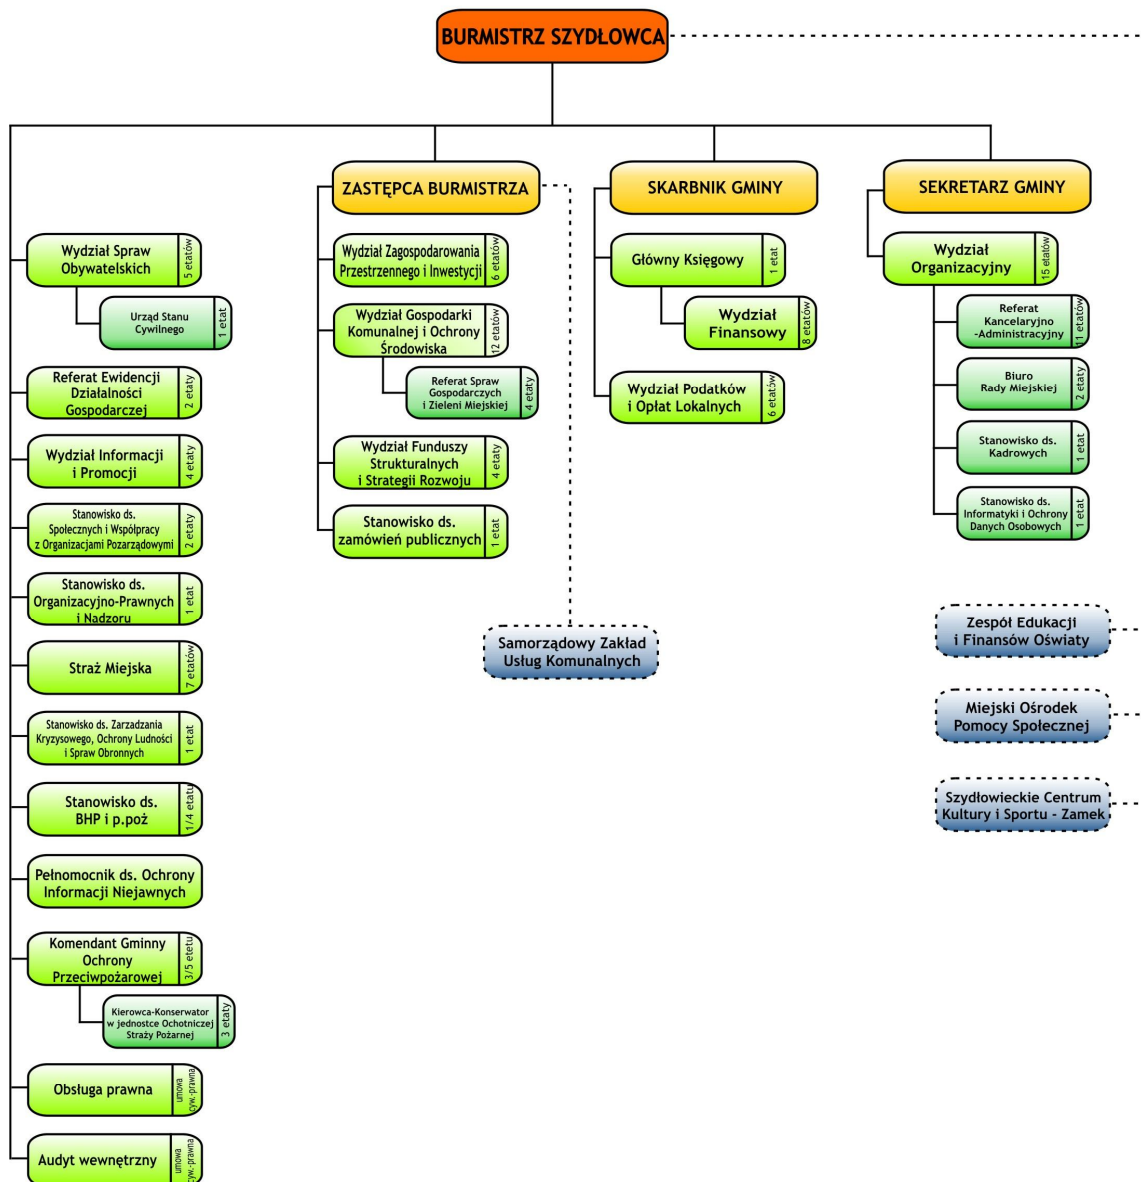 BURMISTRZ SZYDŁOWCA
ZASTĘPCA BURMISTRZA
SKARBNIK GMINY
SEKRETARZ GMINY
Wydział Spraw
Obywatelskich
5 etatów
Urząd Stanu
Cywilnego
1 etat
Referat Ewidencji
Działalności
Gospodarczej
2 etaty
Wydział Informacji
i Promocji
4 etaty
Stanowisko ds.
Społecznych i Współpracy
z Organizacjami Pozarządowymi
2 etaty
Stanowisko ds.
Organizacyjno-Prawnych
i Nadzoru
1 etat
Straż Miejska
7 etatów
Stanowisko ds. Zarzadzania
Kryzysowego, Ochrony Ludności
i Spraw Obronnych
1 etat
Stanowisko ds.
BHP i p.poż
1/4 etatu
Pełnomocnik ds. Ochrony
Informacji Niejawnych
Komendant Gminny
Ochrony
Przeciwpożarowej
3/5 etetu
Kierowca-Konserwator
w jednostce Ochotniczej
Straży Pożarnej
3 etaty
Obsługa prawna
umowa
cyw.-prawna
Audyt wewnętrzny
umowa
cyw.-prawna
Wydział Zagospodarowania
Przestrzennego i Inwestycji
6 etatów
Wydział Gospodarki
Komunalnej i Ochrony
Środowiska
12 etatów
Referat Spraw
Gospodarczych
i Zieleni Miejskiej
4 etaty
Wydział Funduszy
Strukturalnych
i Strategii Rozwoju
4 etaty
Stanowisko ds.
zamówień publicznych
1 etat
Samorządowy Zakład
Usług Komunalnych
Główny Księgowy
1 etat
Wydział
Finansowy
8 etatów
Wydział Podatków
i Opłat Lokalnych
6 etatów
Wydział
Organizacyjny
15 etatów
Referat
Kancelaryjno
-Administracyjny
11 etatów
Biuro
Rady Miejskiej
2 etaty
Stanowisko ds.
Kadrowych
1 etat
Stanowisko ds.
Informatyki i Ochrony
Danych Osobowych
1 etat
Zespół Edukacji
i Finansów Oświaty
Miejski Ośrodek
Pomocy Społecznej
Szydłowieckie Centrum
Kultury i Sportu - Zamek